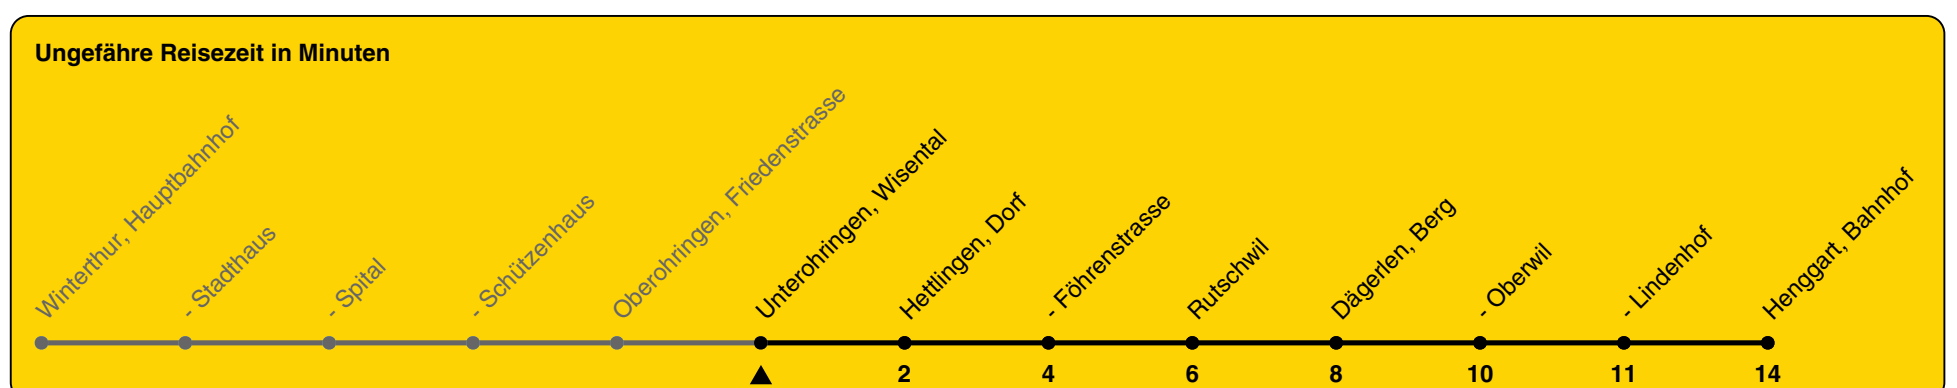 Ungefähre Reisezeit in Minuten
Winterthur, Hauptbahnhof
- Stadthaus
- Spital
- Schützenhaus
Oberohringen, Friedenstrasse
Unterohringen, Wisental
Hettlingen, Dorf
- Föhrenstrasse
Rutschwil
Dägerlen, Berg
- Oberwil
- Lindenhof
Henggart, Bahnhof
2 4 6 8 10 11 14